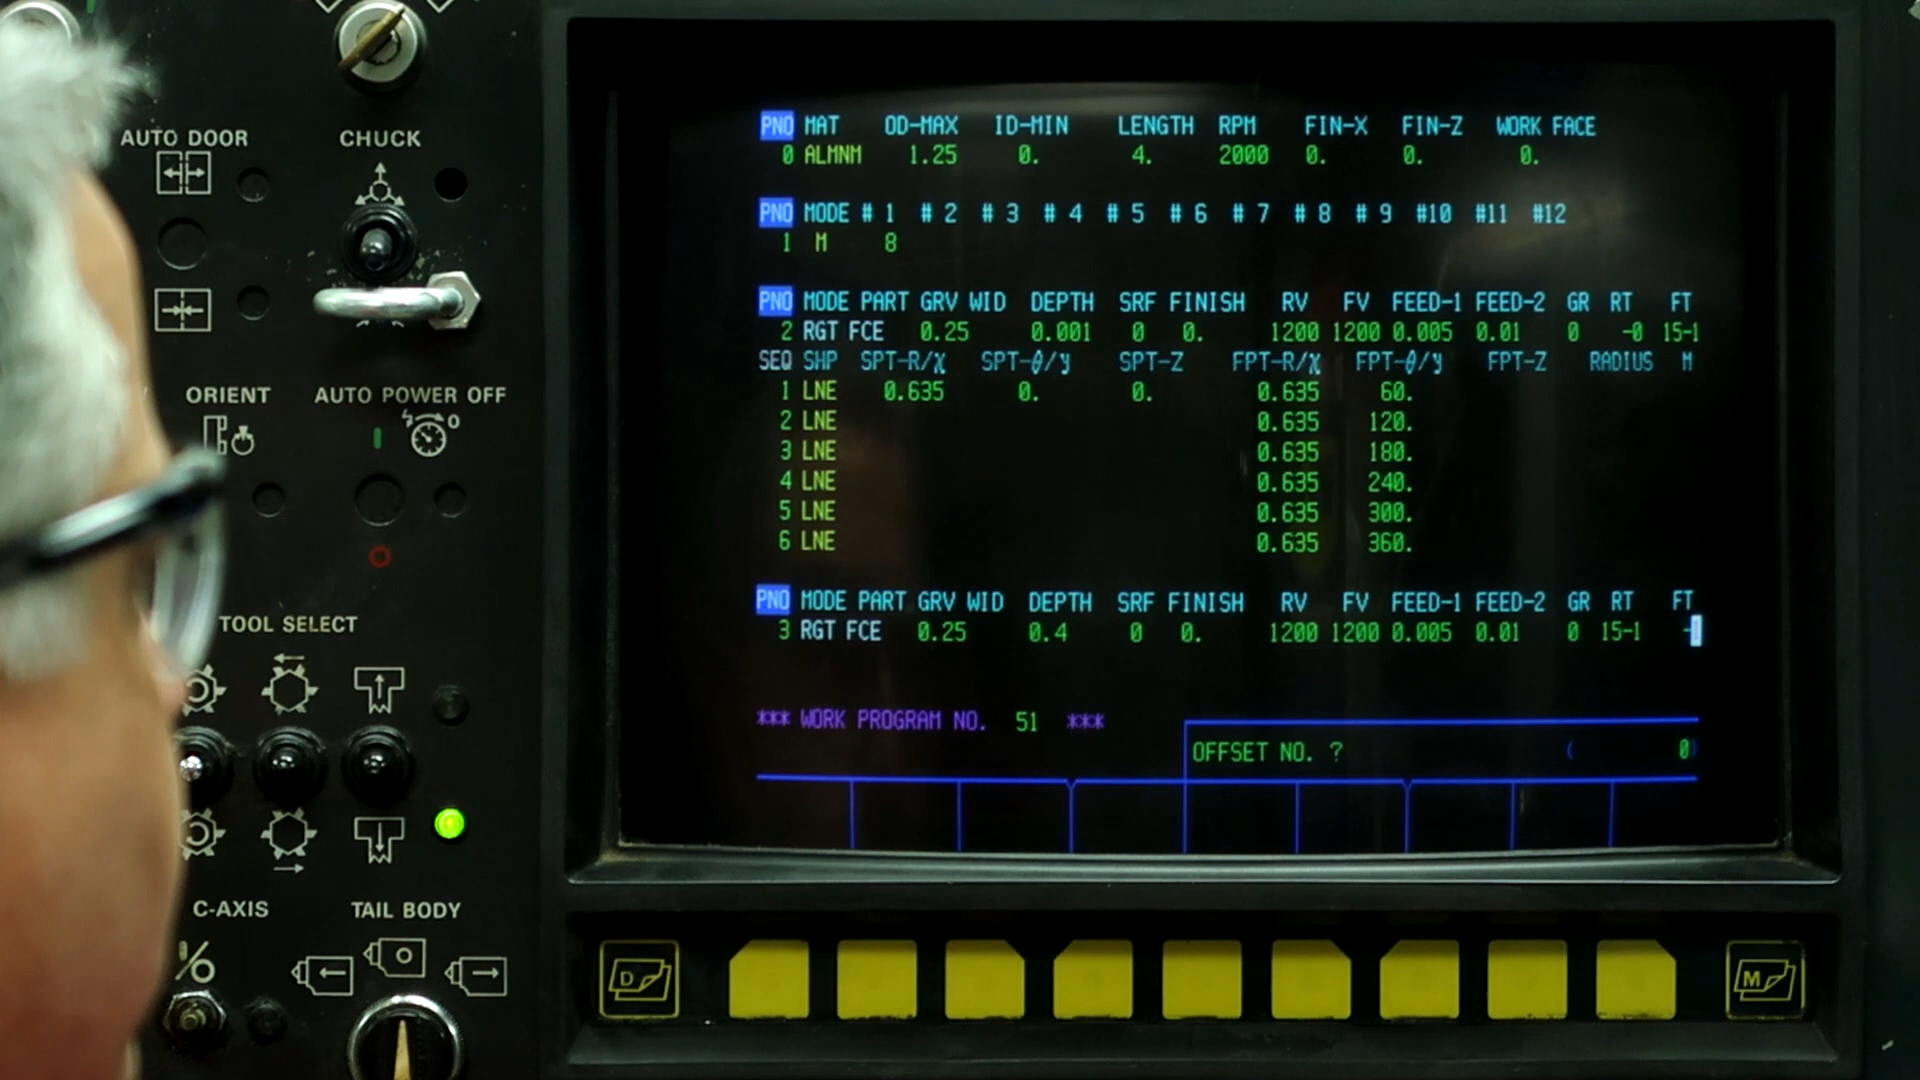 AUTO DOOR
CHUCK
ORIENT
AUTO POWER OFF
TOOL SELECT
C-AXIS
TAIL BODY
PNO MAT OD-MAX ID-MIN LENGTH RPM FIN-X FIN-Z WORK FACE
0 ALMNM 1.25 0. 4. 2000 0. 0. 0.
PNO MODE # 1 # 2 # 3 # 4 # 5 # 6 # 7 # 8 # 9 #10 #11 #12
1 M 8
PNO MODE PART GRV WID DEPTH SRF FINISH RV FV FEED-1 FEED-2 GR RT FT
2 RGT FCE 0.25 0.001 0 0. 1200 1200 0.005 0.01 0 -0 15-1
SEQ SHP SPT-R/χ SPT-θ/y SPT-Z FPT-R/χ FPT-θ/y FPT-Z RADIUS M
1 LNE 0.635 0. 0. 0.635 60.
2 LNE 0.635 120.
3 LNE 0.635 180.
4 LNE 0.635 240.
5 LNE 0.635 300.
6 LNE 0.635 360.
PNO MODE PART GRV WID DEPTH SRF FINISH RV FV FEED-1 FEED-2 GR RT FT
3 RGT FCE 0.25 0.4 0 0. 1200 1200 0.005 0.01 0 15-1 -
*** WORK PROGRAM NO. 51 ***
OFFSET NO. ? ( 0)
D
M